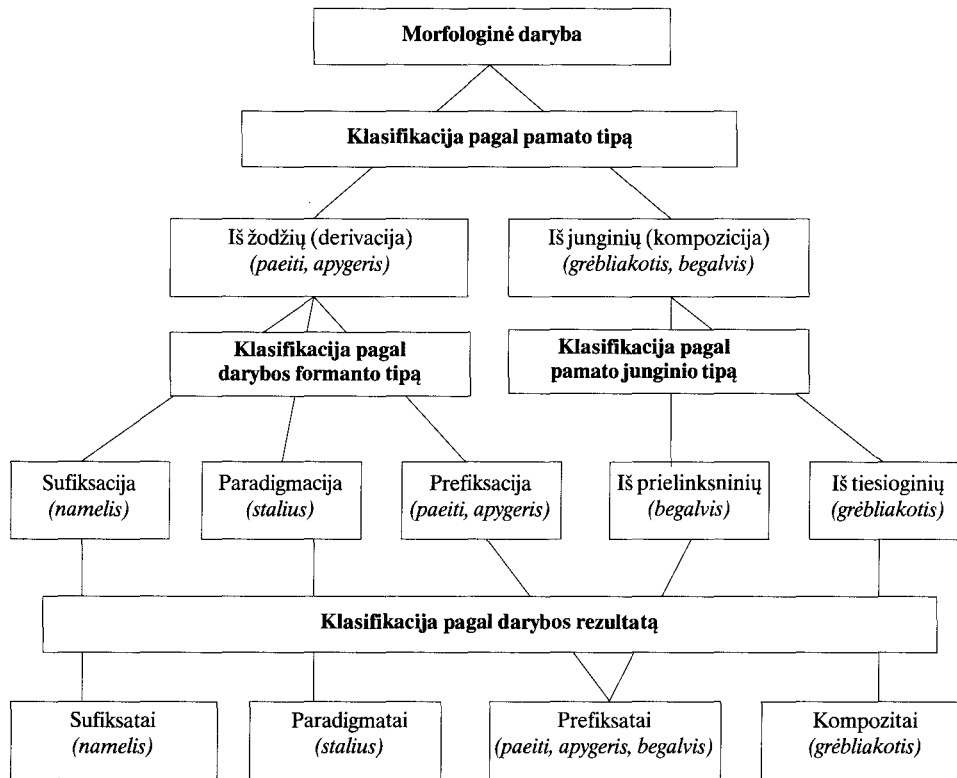 Morfologinė daryba
Klasifikacija pagal pamato tipą
Iš žodžių (derivacija)
(paeiti, apygeris)
Iš junginių (kompozicija)
(grėbliakotis, begalvis)
Klasifikacija pagal
darybos formanto tipą
Klasifikacija pagal
pamato junginio tipą
Sufiksacija
(namelis)
Paradigmacija
(stalius)
Prefiksacija
(paeiti, apygeris)
Iš prielinksninių
(begalvis)
Iš tiesioginių
(grėbliakotis)
Klasifikacija pagal darybos rezultatą
Sufiksatai
(namelis)
Paradigmatai
(stalius)
Prefiksatai
(paeiti, apygeris, begalvis)
Kompozitai
(grėbliakotis)